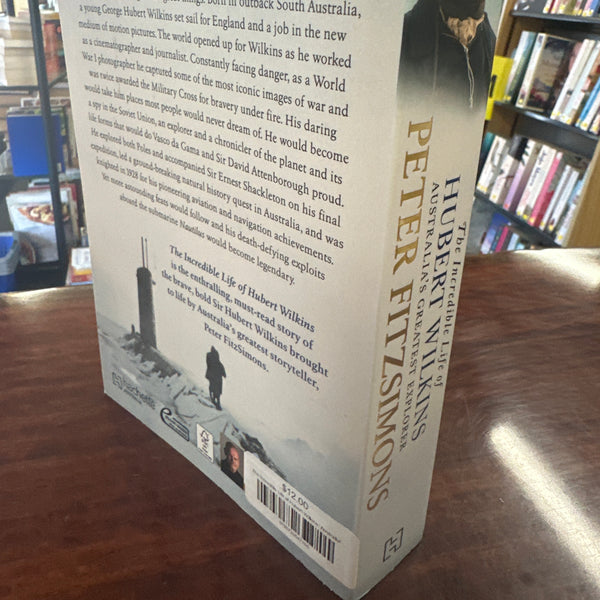 things. Born in outback South Australia,
a young George Hubert Wilkins set sail for England and a job in the new
medium of motion pictures. The world opened up for Wilkins as he worked
as a cinematographer and journalist. Constantly facing danger, as a World
War I photographer he captured some of the most iconic images of war and
was twice awarded the Military Cross for bravery under fire. His daring
would take him places most people would never dream of. He would become
a spy in the Soviet Union, an explorer and a chronicler of the planet and its
life forms that would do Vasco da Gama and Sir David Attenborough proud.
He explored both Poles and accompanied Sir Ernest Shackleton on his final
expedition, led a ground-breaking natural history quest in Australia, and was
knighted in 1928 for his pioneering aviation and navigation achievements.
Yet more astounding feats would follow and his death-defying exploits
aboard the submarine Nautilus would become legendary.
The Incredible Life of Hubert Wilkins
is the enthralling, must-read story of
the brave, bold Sir Hubert Wilkins brought
to life by Australia's greatest storyteller,
Peter FitzSimons.
hachette
$12.00
The Incredible Life of
HUBERT WILKINS
AUSTRALIA'S GREATEST EXPLORER
PETER FITZSIMONS